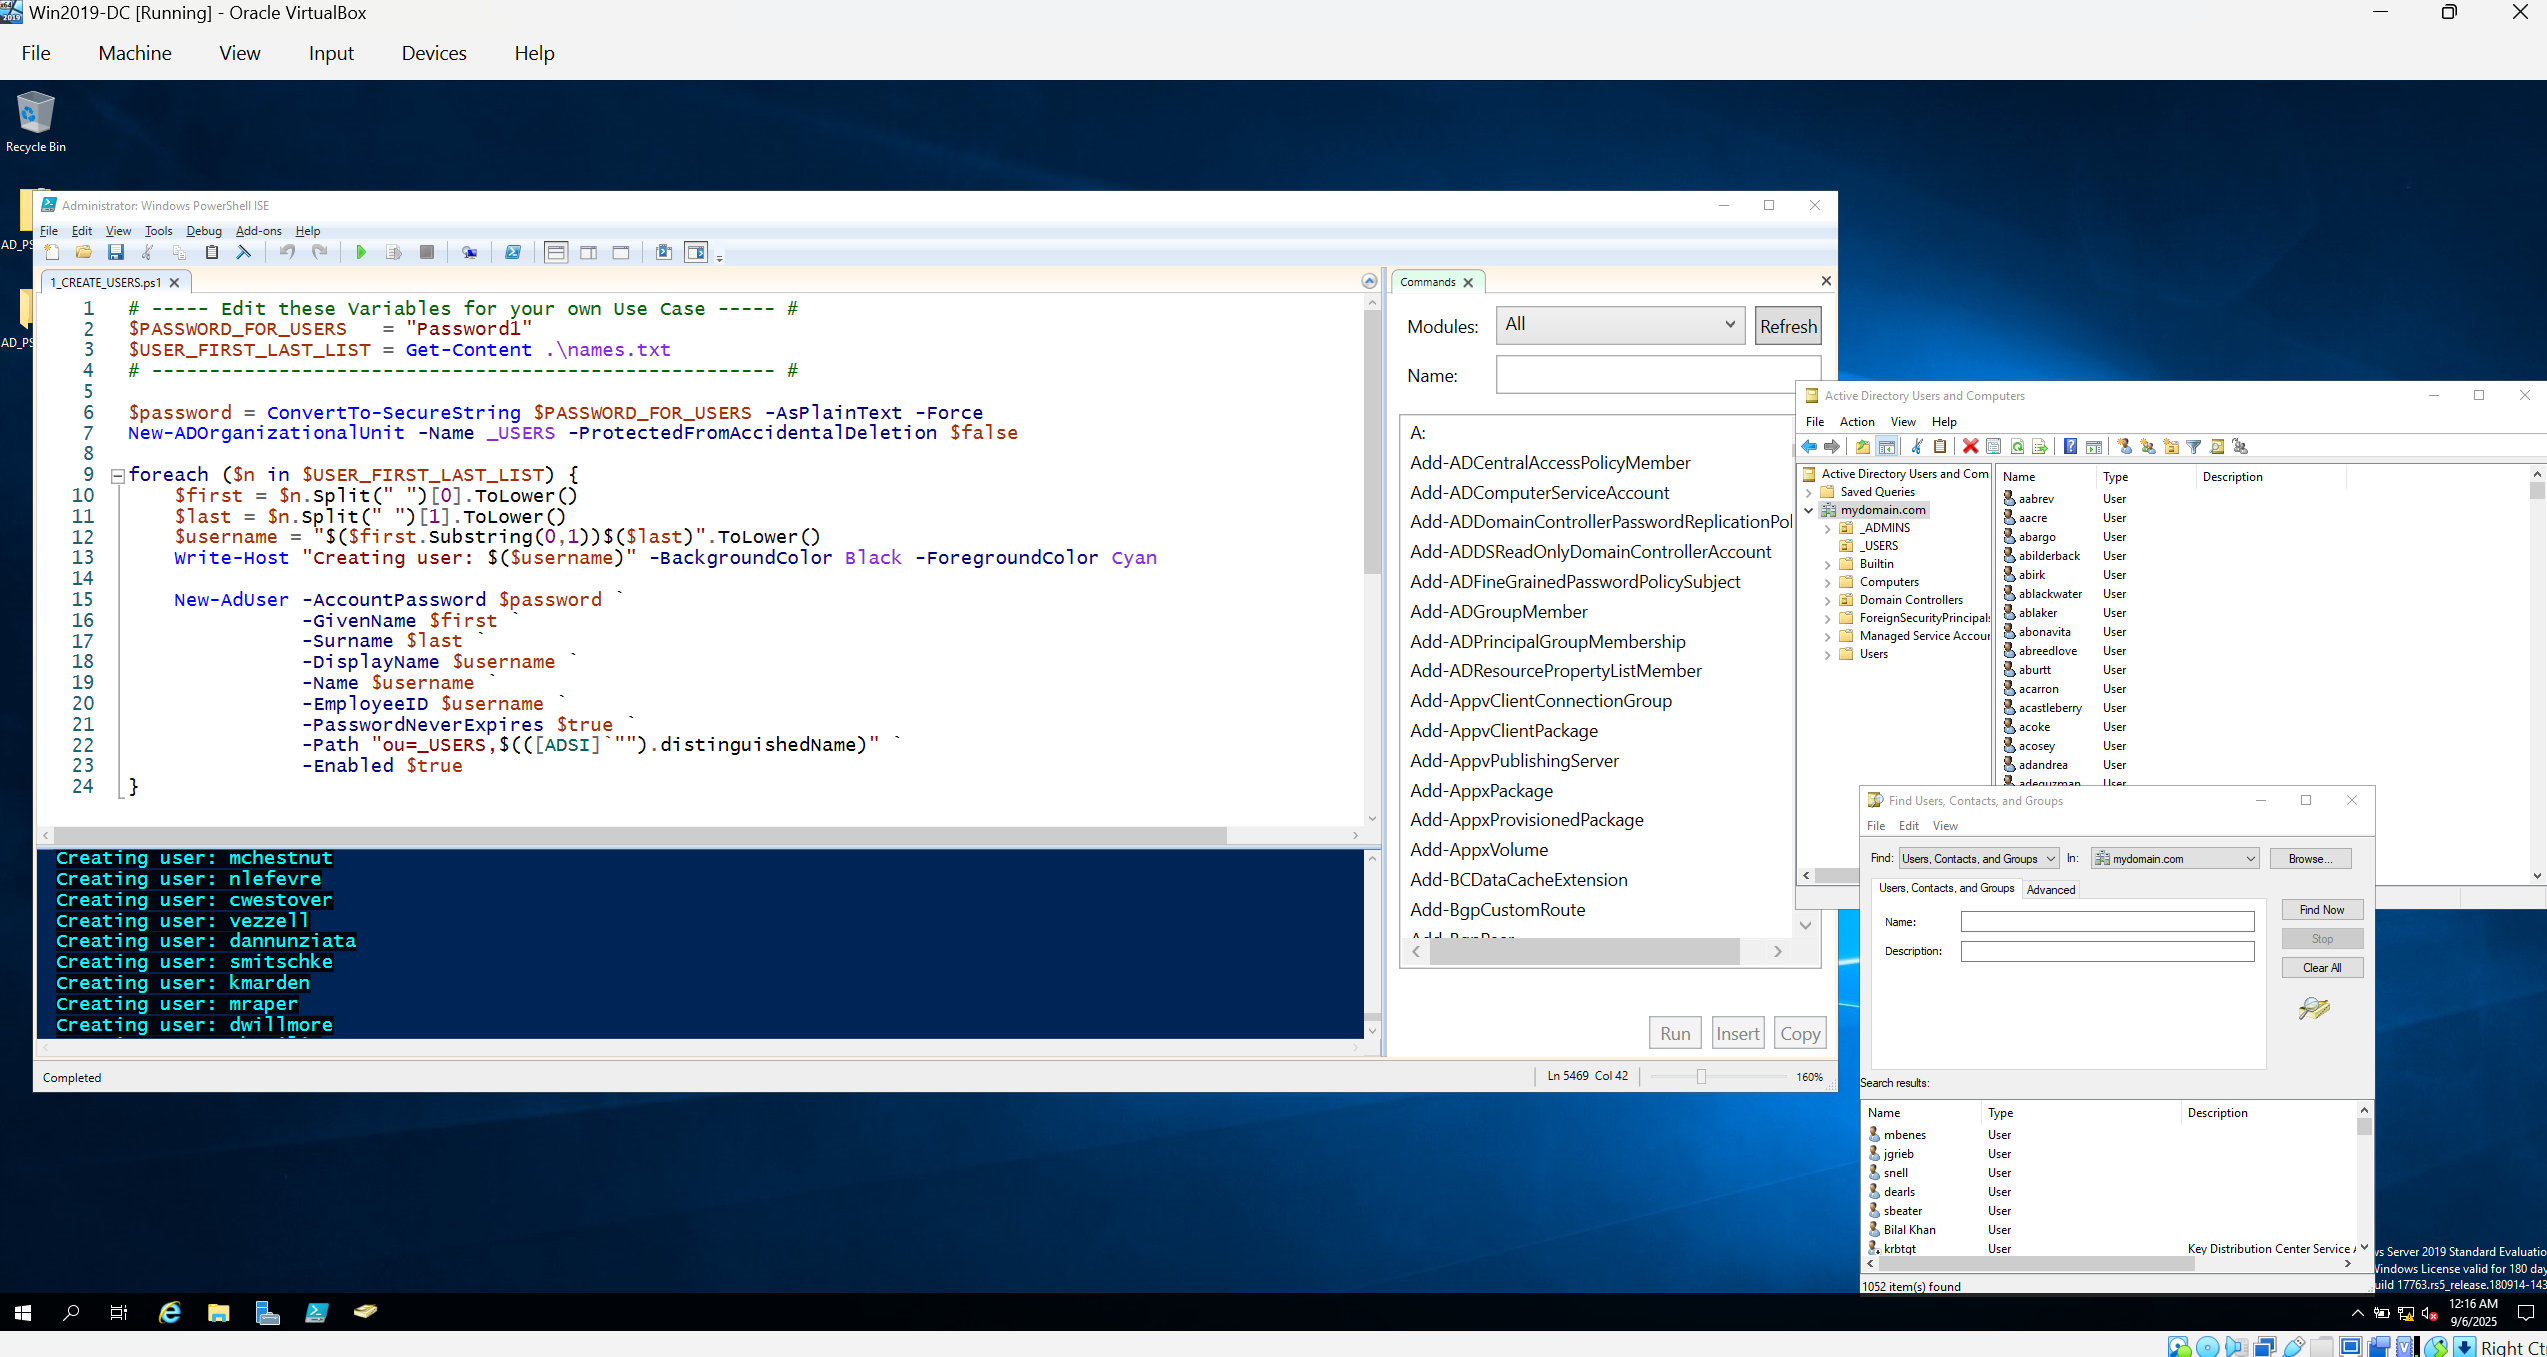 Win2019-DC [Running] - Oracle VirtualBox
File Machine View Input Devices Help
Recycle Bin
AD_PS
AD_PS
Administrator: Windows PowerShell ISE
File Edit View Tools Debug Add-ons Help
1_CREATE_USERS.ps1
1 # ----- Edit these Variables for your own Use Case ----- #
2 $PASSWORD_FOR_USERS = "Password1"
3 $USER_FIRST_LAST_LIST = Get-Content .\names.txt
4 # ------------------------------------------------------ #
5
6 $password = ConvertTo-SecureString $PASSWORD_FOR_USERS -AsPlainText -Force
7 New-ADOrganizationalUnit -Name _USERS -ProtectedFromAccidentalDeletion $false
8
9 foreach ($n in $USER_FIRST_LAST_LIST) {
10 $first = $n.Split(" ")[0].ToLower()
11 $last = $n.Split(" ")[1].ToLower()
12 $username = "$($first.Substring(0,1))$($last)".ToLower()
13 Write-Host "Creating user: $($username)" -BackgroundColor Black -ForegroundColor Cyan
14
15 New-AdUser -AccountPassword $password `
16 -GivenName $first `
17 -Surname $last `
18 -DisplayName $username `
19 -Name $username `
20 -EmployeeID $username `
21 -PasswordNeverExpires $true `
22 -Path "ou=_USERS,$(([ADSI]`"").distinguishedName)" `
23 -Enabled $true
24 }
Creating user: mchestnut
Creating user: nlefevre
Creating user: cwestover
Creating user: vezzell
Creating user: dannunziata
Creating user: smitschke
Creating user: kmarden
Creating user: mraper
Creating user: dwillmore
Completed
Ln 5469 Col 42
160%
Commands
Modules: All Refresh
Name:
A:
Add-ADCentralAccessPolicyMember
Add-ADComputerServiceAccount
Add-ADDomainControllerPasswordReplicationPol
Add-ADDSReadOnlyDomainControllerAccount
Add-ADFineGrainedPasswordPolicySubject
Add-ADGroupMember
Add-ADPrincipalGroupMembership
Add-ADResourcePropertyListMember
Add-AppvClientConnectionGroup
Add-AppvClientPackage
Add-AppvPublishingServer
Add-AppxPackage
Add-AppxProvisionedPackage
Add-AppxVolume
Add-BCDataCacheExtension
Add-BgpCustomRoute
Run Insert Copy
Active Directory Users and Computers
File Action View Help
Active Directory Users and Com
Saved Queries
mydomain.com
_ADMINS
_USERS
Builtin
Computers
Domain Controllers
ForeignSecurityPrincipals
Managed Service Accour
Users
Name Type Description
aabrev User
aacre User
abargo User
abilderback User
abirk User
ablackwater User
ablaker User
abonavita User
abreedlove User
aburtt User
acarron User
acastleberry User
acoke User
acosey User
adandrea User
adeguzman User
Find Users, Contacts, and Groups
File Edit View
Find: Users, Contacts, and Groups In: mydomain.com Browse...
Users, Contacts, and Groups Advanced
Name:
Description:
Find Now
Stop
Clear All
Search results:
Name Type Description
mbenes User
jgrieb User
snell User
dearls User
sbeater User
Bilal Khan User
krbtgt User Key Distribution Center Service A
1052 item(s) found
ws Server 2019 Standard Evaluatio
Windows License valid for 180 day
uild 17763.rs5_release.180914-143
12:16 AM
9/6/2025
Right Ct